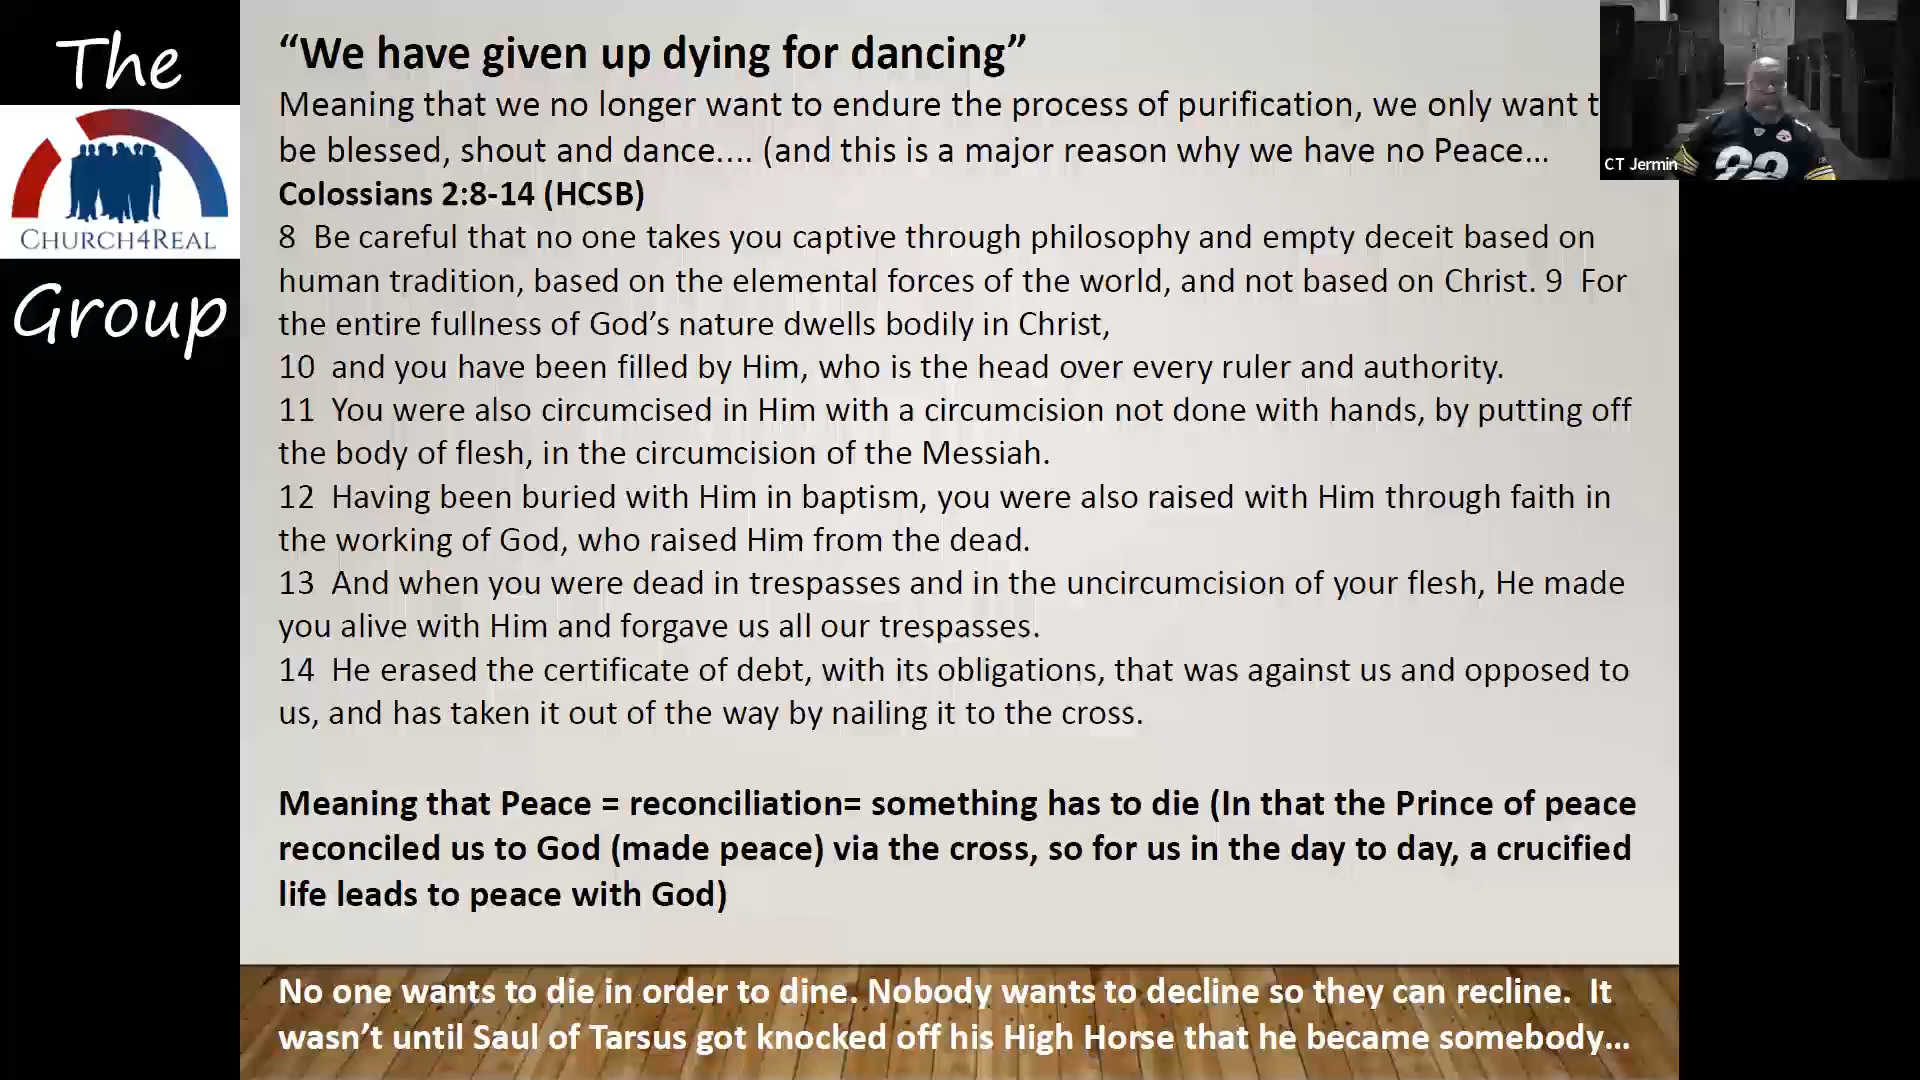 The
CHURCH4REAL
Group
“We have given up dying for dancing”
Meaning that we no longer want to endure the process of purification, we only want t
be blessed, shout and dance.... (and this is a major reason why we have no Peace...
Colossians 2:8-14 (HCSB)
8 Be careful that no one takes you captive through philosophy and empty deceit based on
human tradition, based on the elemental forces of the world, and not based on Christ. 9 For
the entire fullness of God’s nature dwells bodily in Christ,
10 and you have been filled by Him, who is the head over every ruler and authority.
11 You were also circumcised in Him with a circumcision not done with hands, by putting off
the body of flesh, in the circumcision of the Messiah.
12 Having been buried with Him in baptism, you were also raised with Him through faith in
the working of God, who raised Him from the dead.
13 And when you were dead in trespasses and in the uncircumcision of your flesh, He made
you alive with Him and forgave us all our trespasses.
14 He erased the certificate of debt, with its obligations, that was against us and opposed to
us, and has taken it out of the way by nailing it to the cross.
Meaning that Peace = reconciliation= something has to die (In that the Prince of peace
reconciled us to God (made peace) via the cross, so for us in the day to day, a crucified
life leads to peace with God)
No one wants to die in order to dine. Nobody wants to decline so they can recline. It
wasn’t until Saul of Tarsus got knocked off his High Horse that he became somebody...
CT Jermin